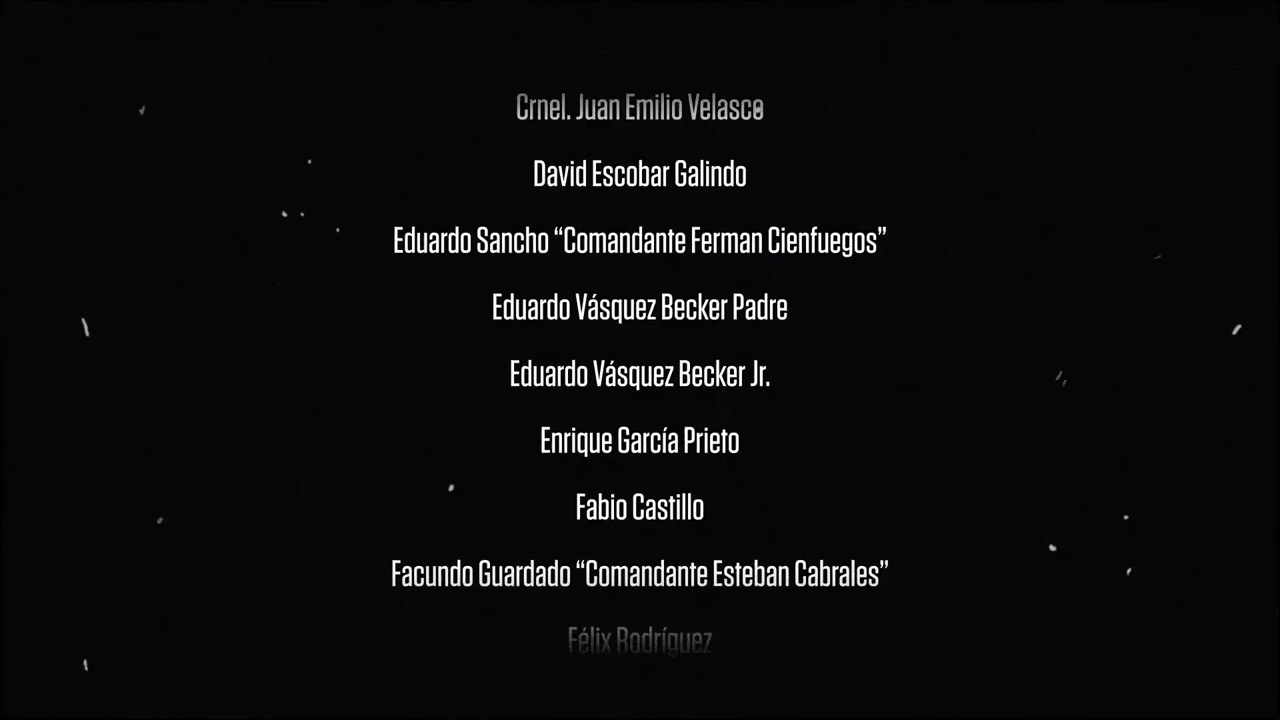 Crnel. Juan Emilio Velasco
David Escobar Galindo
Eduardo Sancho “Comandante Ferman Cienfuegos”
Eduardo Vásquez Becker Padre
Eduardo Vásquez Becker Jr.
Enrique García Prieto
Fabio Castillo
Facundo Guardado “Comandante Esteban Cabrales”
Félix Rodríguez